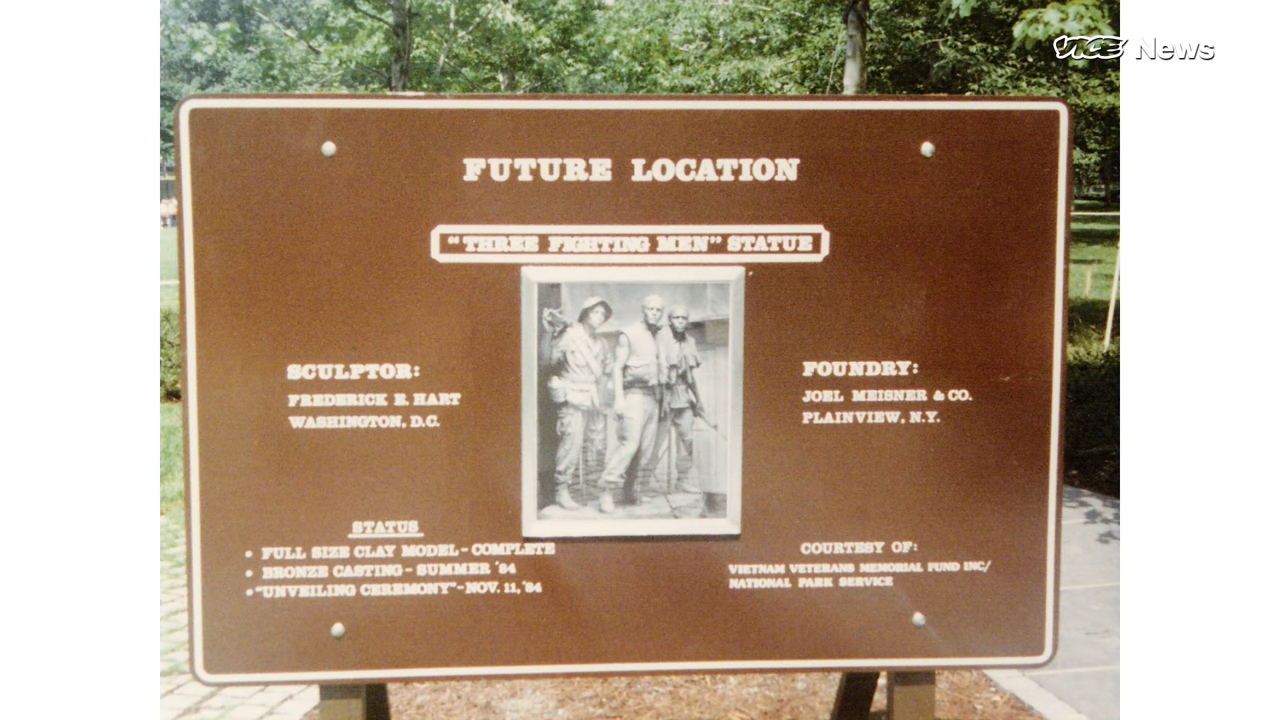 VICE News
FUTURE LOCATION
"THREE FIGHTING MEN" STATUE
SCULPTOR:
FREDERICK E. HART
WASHINGTON, D.C.
FOUNDRY:
JOEL MEISNER & CO.
PLAINVIEW, N.Y.
STATUS
• FULL SIZE CLAY MODEL - COMPLETE
• BRONZE CASTING - SUMMER '84
• "UNVEILING CEREMONY" - NOV. 11, '84
COURTESY OF:
VIETNAM VETERANS MEMORIAL FUND INC/
NATIONAL PARK SERVICE